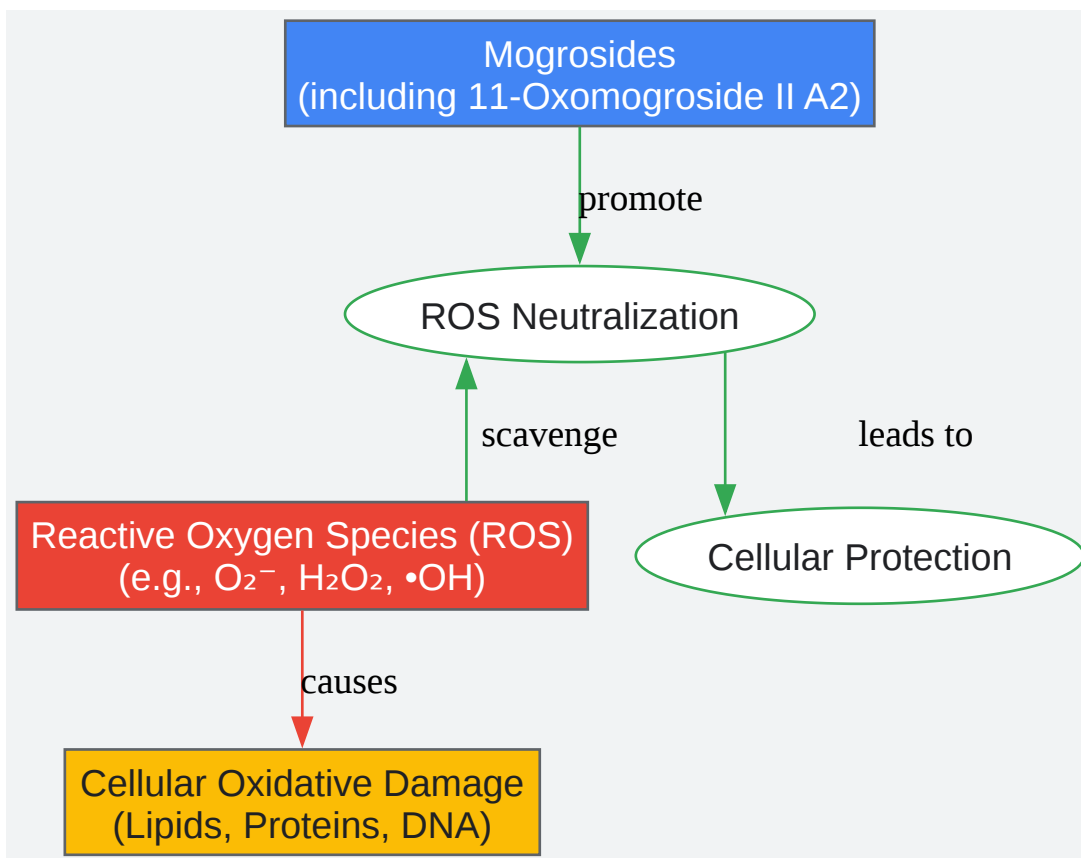 Mogrosides
(including 11-Oxomogroside II A2)
promote
ROS Neutralization
scavenge
leads to
Reactive Oxygen Species (ROS)
(e.g., O₂⁻, H₂O₂, •OH)
Cellular Protection
causes
Cellular Oxidative Damage
(Lipids, Proteins, DNA)